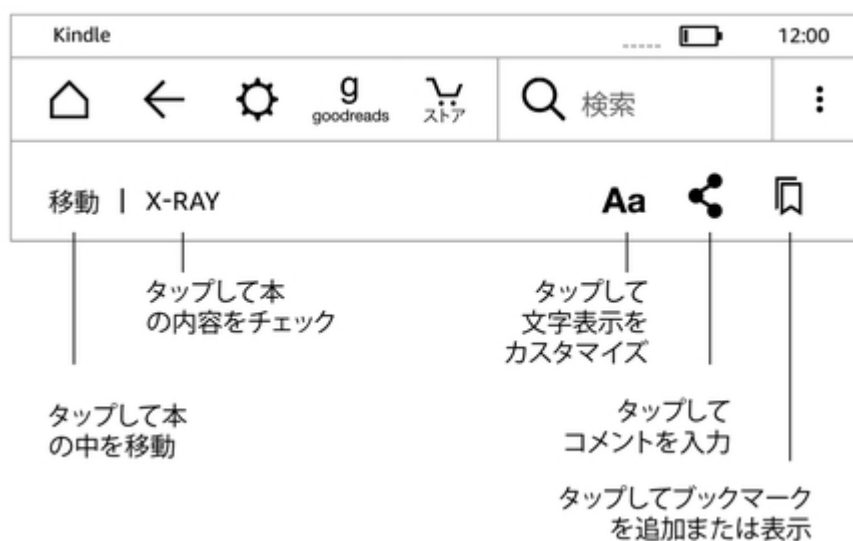 Kindle 12:00
g
goodreads ストア 検索
移動 | X-RAY Aa
タップして本
の内容をチェック
タップして
文字表示を
カスタマイズ
タップして本
の中を移動
タップして
コメントを入力
タップしてブックマーク
を追加または表示